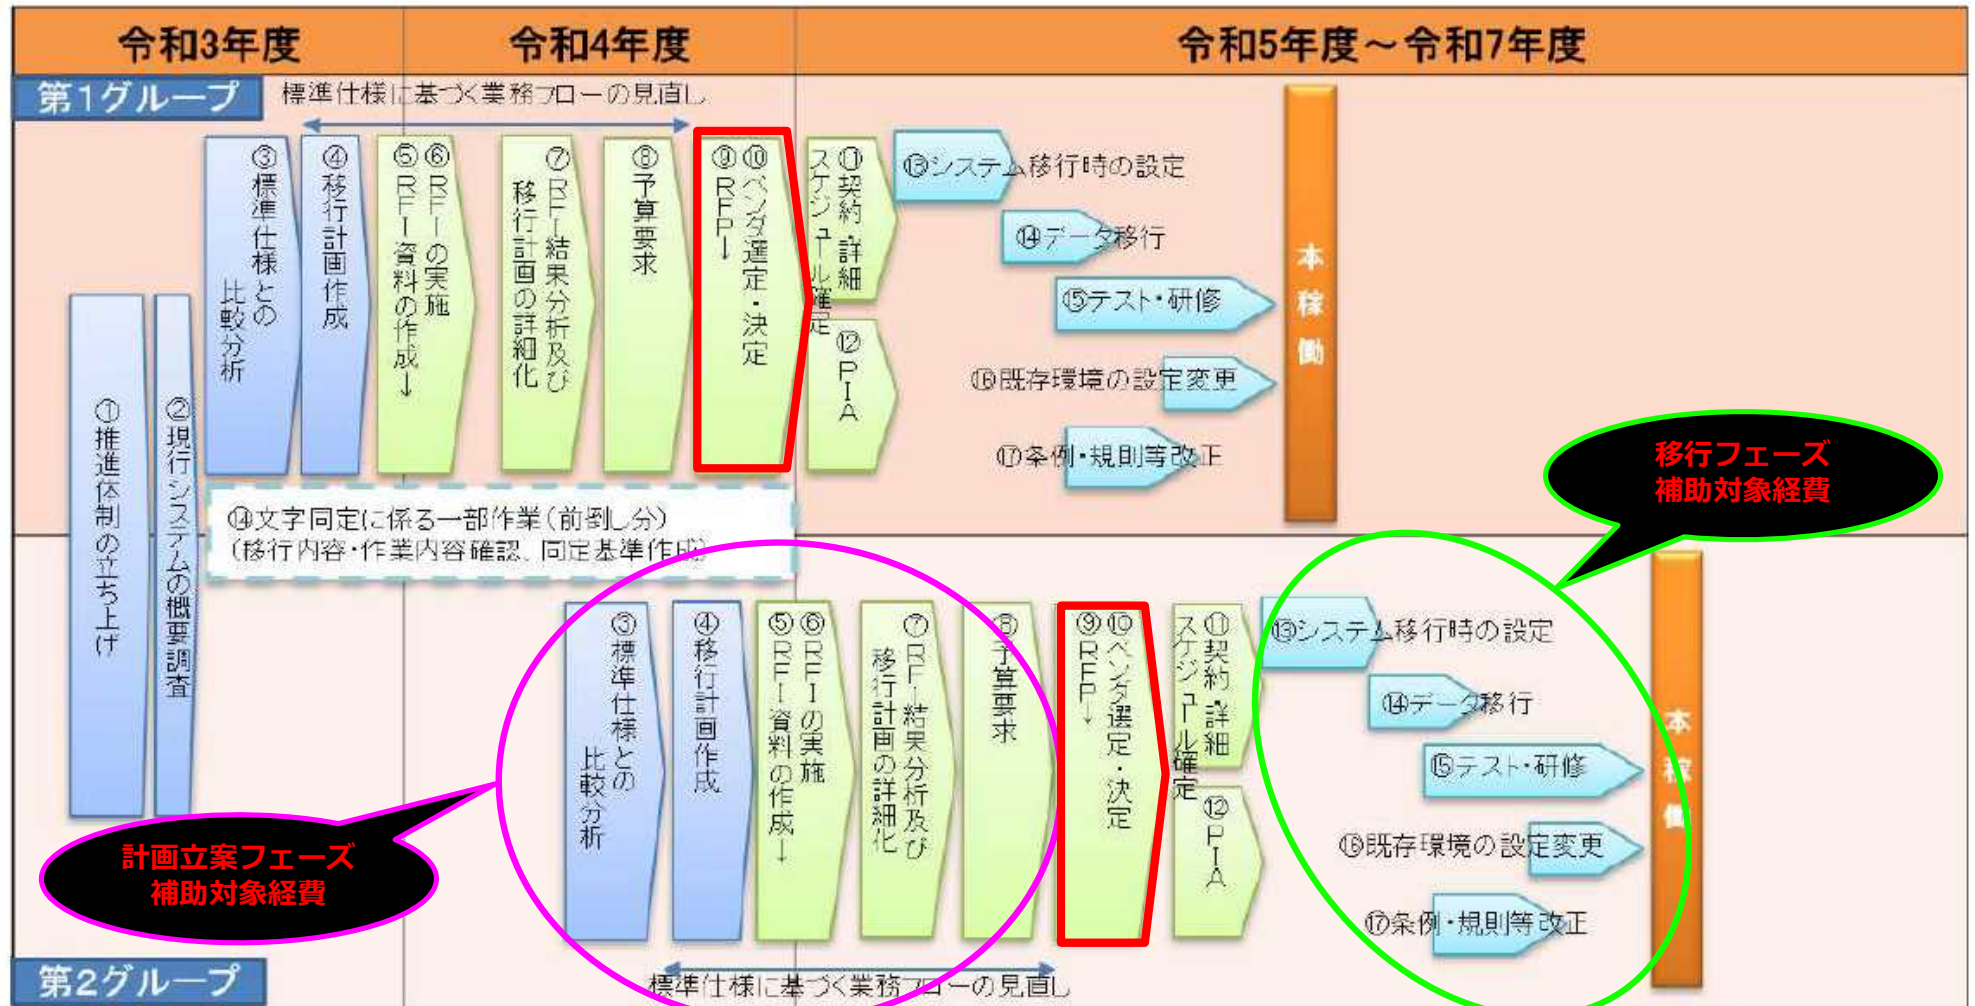 令和3年度
令和4年度
令和5年度～令和7年度
第1グループ
標準仕様に基づく業務フローの見直し
①推進体制の立ち上げ
②現行システムの概要調査
③標準仕様との
比較分析
④移行計画作成
⑥RFIの実施
⑤RFI資料の作成↓
⑦RFI結果分析及び
移行計画の詳細化
⑧予算要求
⑩ベンダ選定・決定
⑨RFP↓
⑪契約・詳細
スケジュール確定
⑫PIA
⑬システム移行時の設定
⑭データ移行
⑮テスト・研修
⑯既存環境の設定変更
⑰条例・規則等改正
本稼働
⑭文字同定に係る一部作業(前倒し分)
(移行内容・作業内容確認、同定基準作成)
移行フェーズ
補助対象経費
③標準仕様との
比較分析
④移行計画作成
⑥RFIの実施
⑤RFI資料の作成↓
⑦RFI結果分析及び
移行計画の詳細化
⑧予算要求
⑩ベンダ選定・決定
⑨RFP↓
⑪契約・詳細
スケジュール確定
⑫PIA
⑬システム移行時の設定
⑭データ移行
⑮テスト・研修
⑯既存環境の設定変更
⑰条例・規則等改正
本稼働
計画立案フェーズ
補助対象経費
第2グループ
標準仕様に基づく業務フローの見直し